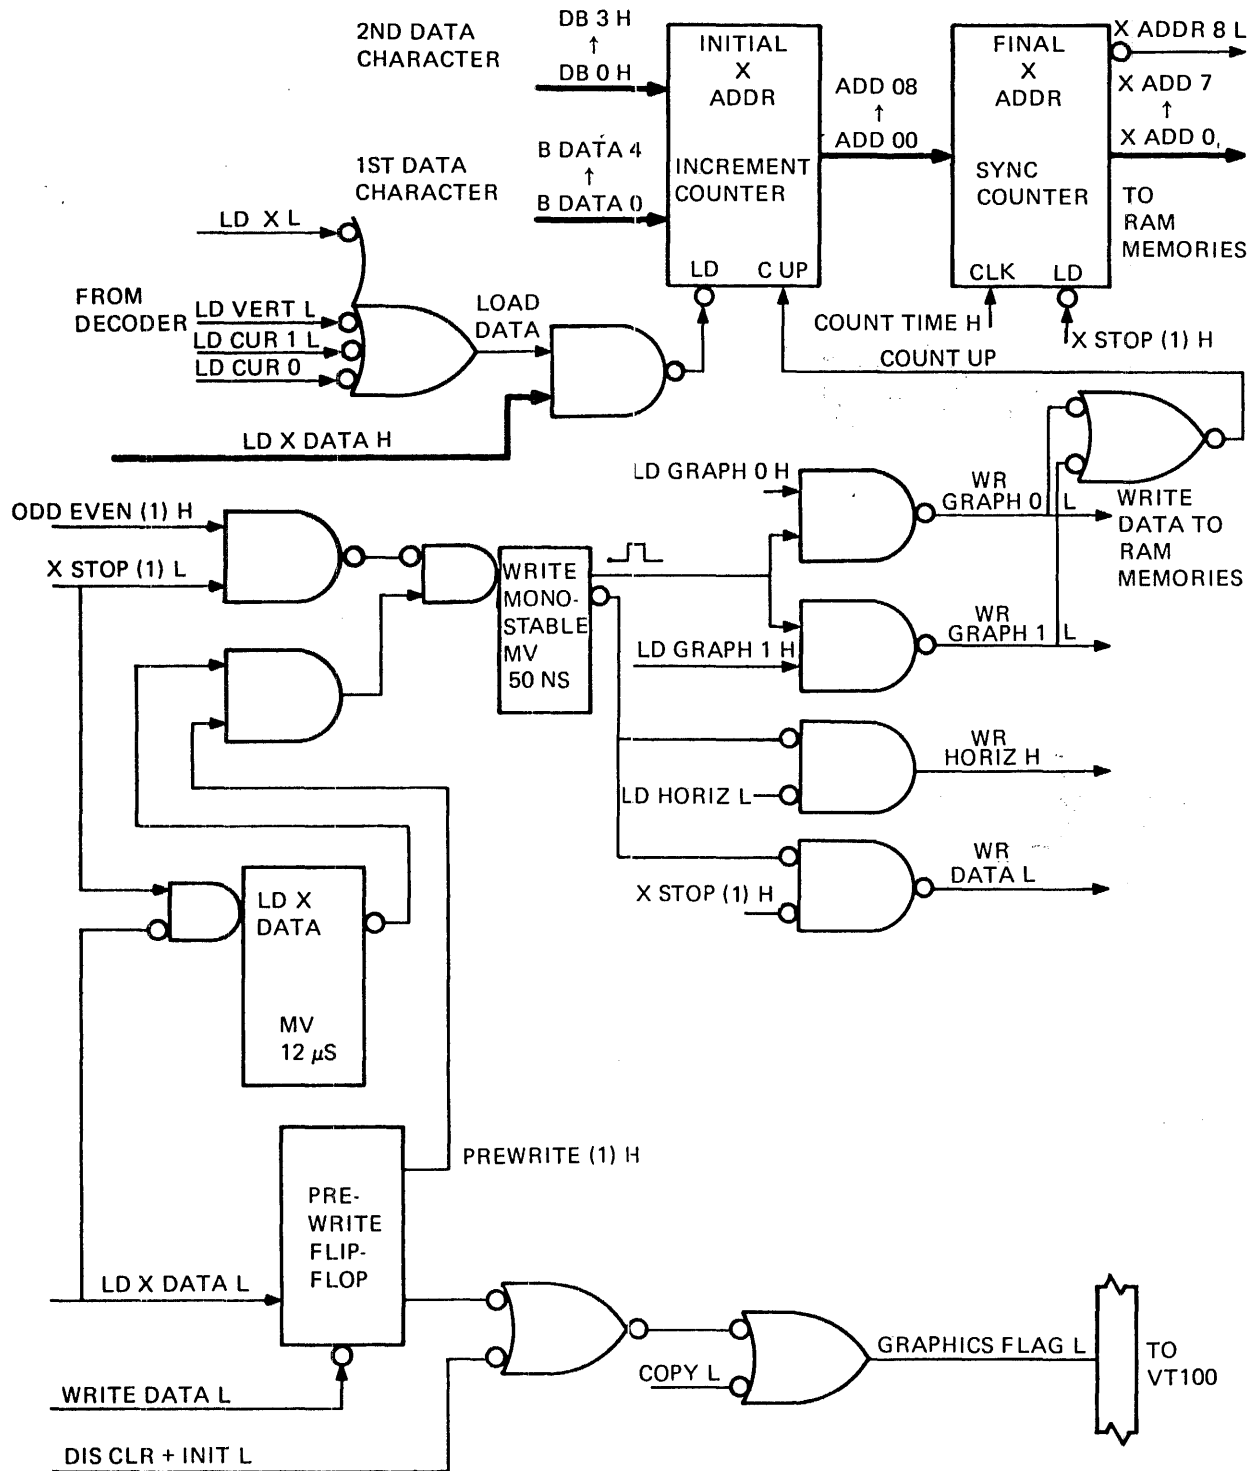 2ND DATA
CHARACTER
DB 3 H
↑
DB 0 H
INITIAL
X
ADDR
INCREMENT
COUNTER
LD C UP
ADD 08
↑
ADD 00
FINAL
X
ADDR
SYNC
COUNTER
CLK LD
X ADDR 8 L
X ADD 7
↑
X ADD 0
TO
RAM
MEMORIES
1ST DATA
CHARACTER
B DATA 4
↑
B DATA 0
LD X L
FROM
DECODER
LD VERT L
LD CUR 1 L
LD CUR 0
LOAD
DATA
LD X DATA H
COUNT TIME H
X STOP (1) H
COUNT UP
LD GRAPH 0 H
WR
GRAPH 0 L
WRITE
DATA TO
RAM
MEMORIES
ODD EVEN (1) H
X STOP (1) L
WRITE
MONO-
STABLE
MV
50 NS
LD GRAPH 1 H
WR
GRAPH 1 L
WR
HORIZ H
LD HORIZ L
WR
DATA L
X STOP (1) H
LD X
DATA
MV
12 µS
PREWRITE (1) H
PRE-
WRITE
FLIP-
FLOP
LD X DATA L
WRITE DATA L
DIS CLR + INIT L
COPY L
GRAPHICS FLAG L
TO
VT100